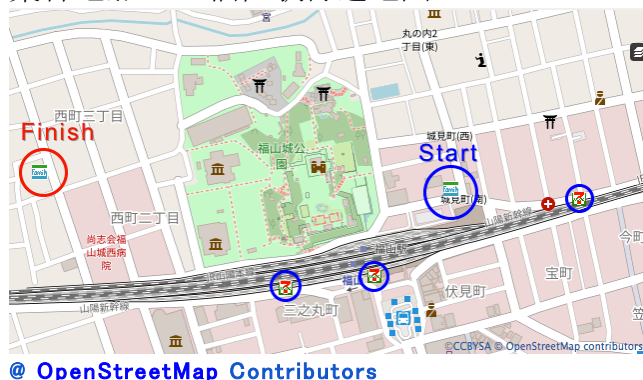 丸の内2
丁目(東)
西町三丁目
Finish
福山城公
園
城見町(西)
Start
城見町(南)
西町二丁目
尚志会福
山城西病
院
山陽新幹線
今町
福山駅
宝町
福山
伏見町
山陽新幹線
三之丸町
笠
©CCBYSA © OpenStreetMap contributors
@ OpenStreetMap Contributors